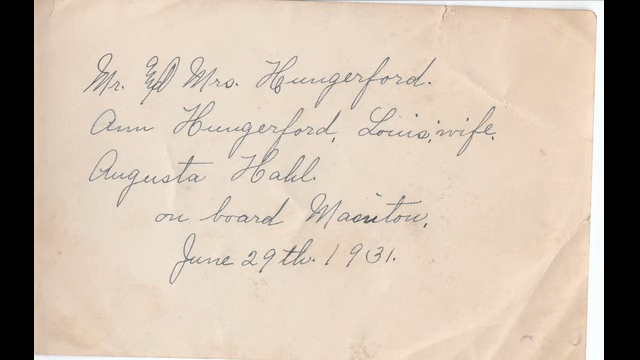 Mr. & Mrs. Hungerford.
Ann Hungerford, Louis' wife.
Augusta Hahl.
on board Manitou,
June 29th. 1931.